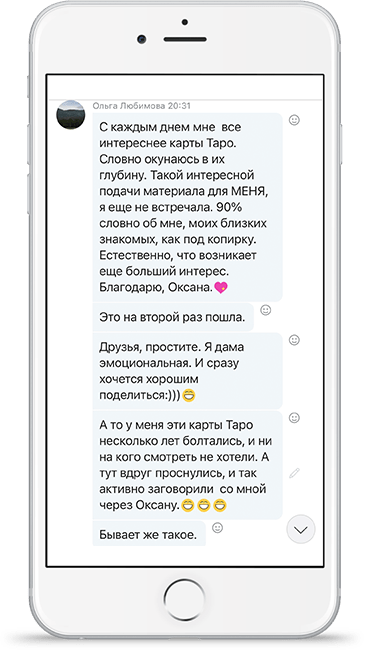 Ольга Любимова 20:31
С каждым днем мне  все
интереснее карты Таро.
Словно окунаюсь в их
глубину. Такой интересной
подачи материала для МЕНЯ,
я еще не встречала. 90%
словно обо мне, моих близких
знакомых, как под копирку.
Естественно, что возникает
еще больший интерес.
Благодарю, Оксана.💗
Это на второй раз пошла.
Друзья, простите. Я дама
эмоциональная. И сразу
хочется хорошим
поделиться:)))😁
А то у меня эти карты Таро
несколько лет болтались, и ни
на кого смотреть не хотели. А
тут вдруг проснулись, и так
активно заговорили  со мной
через Оксану.😁😁😁
Бывает же такое.